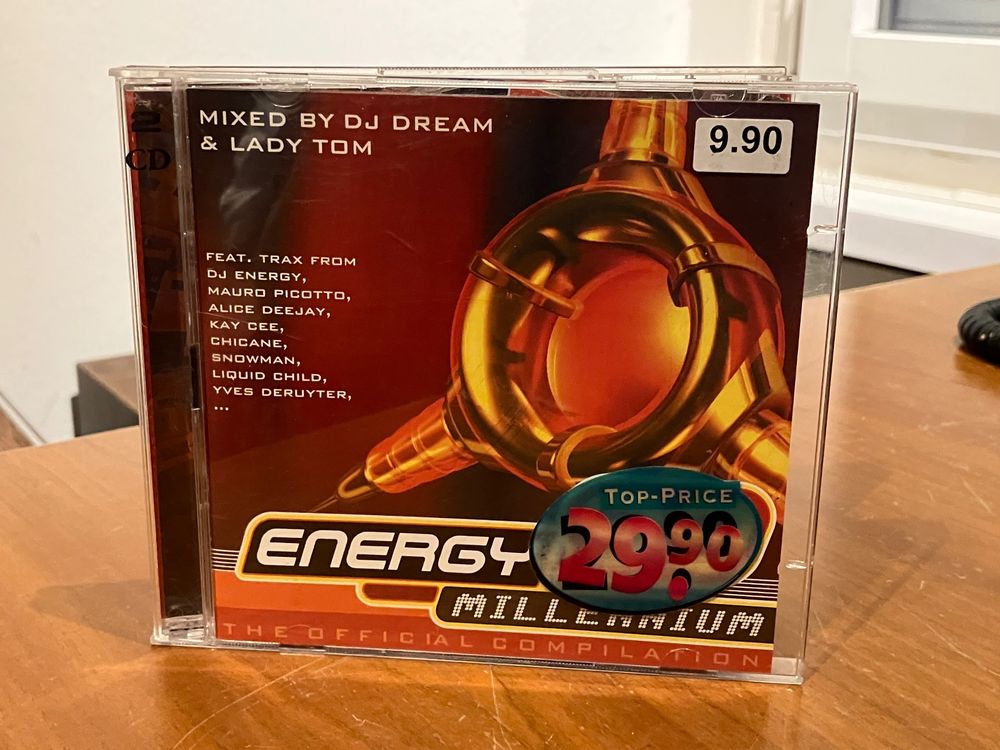 2
CD
MIXED BY DJ DREAM
& LADY TOM
9.90
FEAT. TRAX FROM
DJ ENERGY,
MAURO PICOTTO,
ALICE DEEJAY,
KAY CEE,
CHICANE,
SNOWMAN,
LIQUID CHILD,
YVES DERUYTER,
...
TOP-PRICE
29.90
ENERGY
MILLENNIUM
THE OFFICIAL COMPILATION